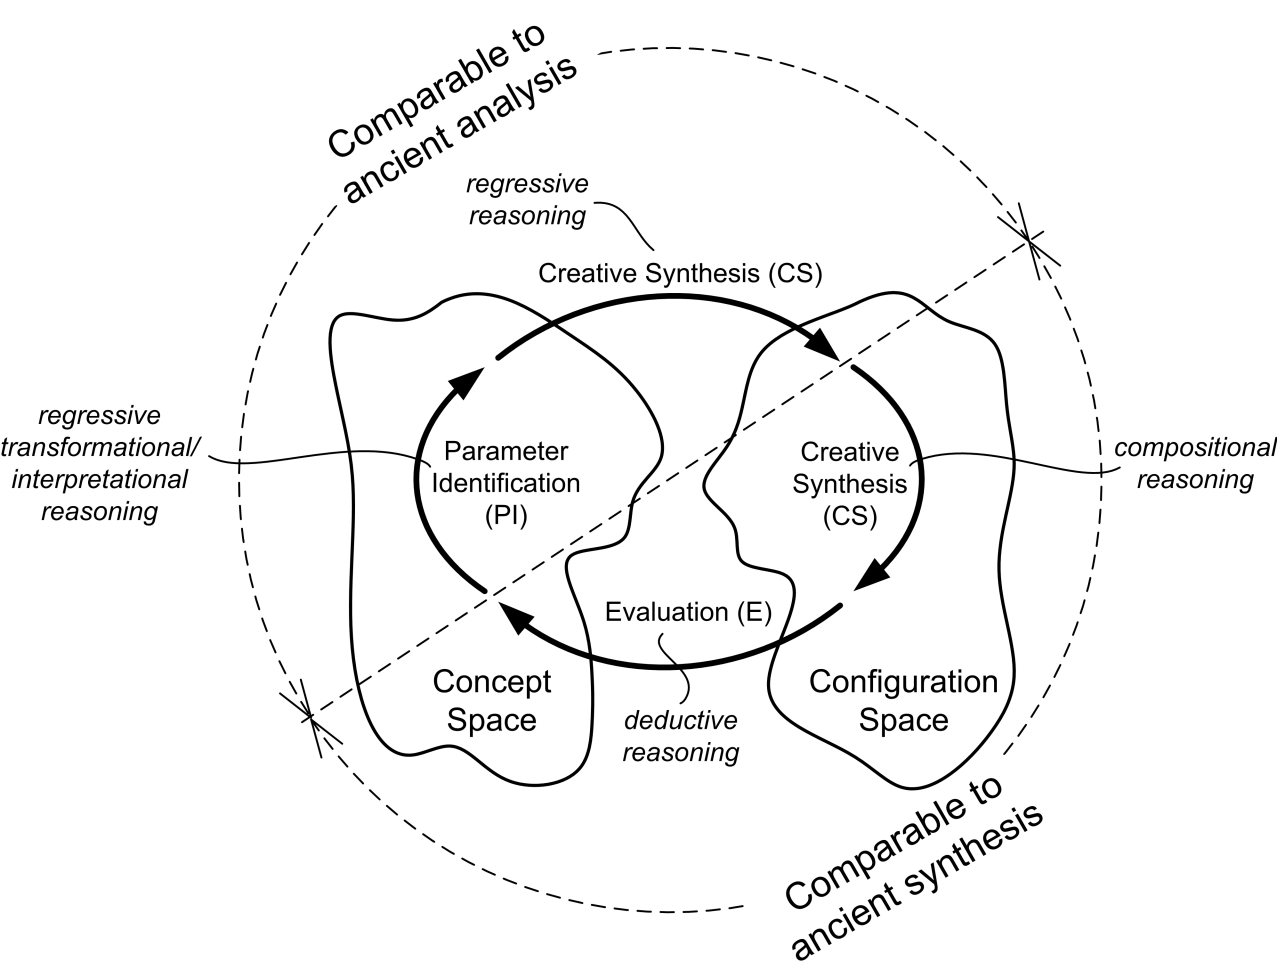 Comparable to
ancient analysis
regressive
reasoning
Creative Synthesis (CS)
regressive
transformational/
interpretational
reasoning
Parameter
Identification
(PI)
Creative
Synthesis
(CS)
compositional
reasoning
Evaluation (E)
Concept
Space
Configuration
Space
deductive
reasoning
Comparable to
ancient synthesis